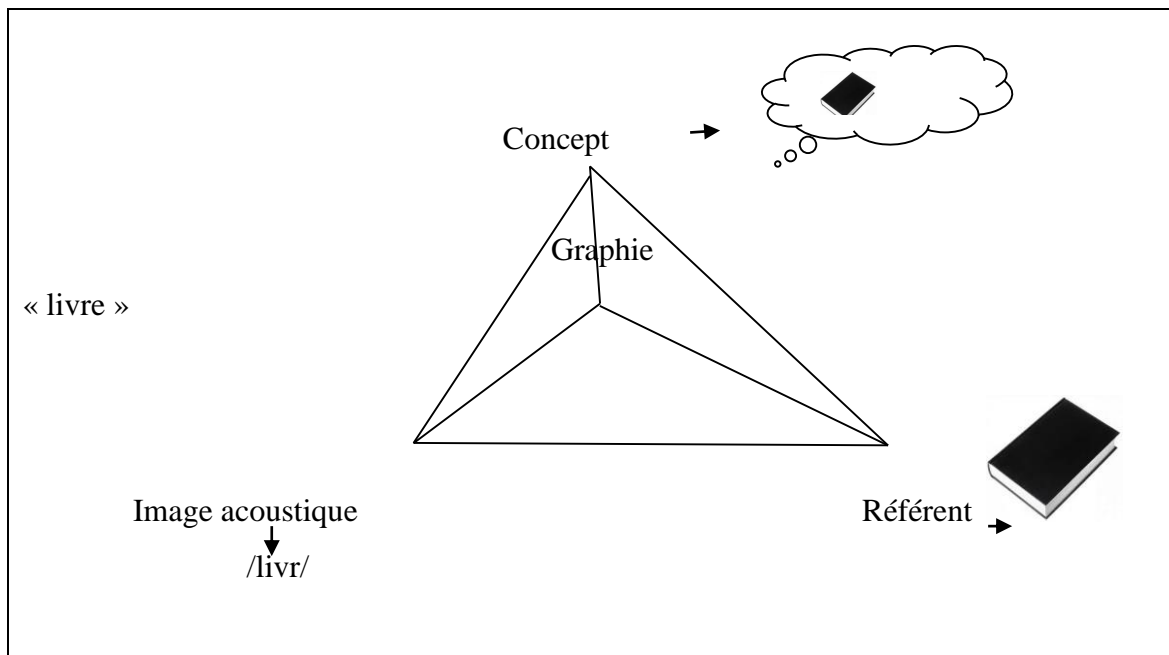 Concept
Graphie
« livre »
Image acoustique
Référent
/livr/